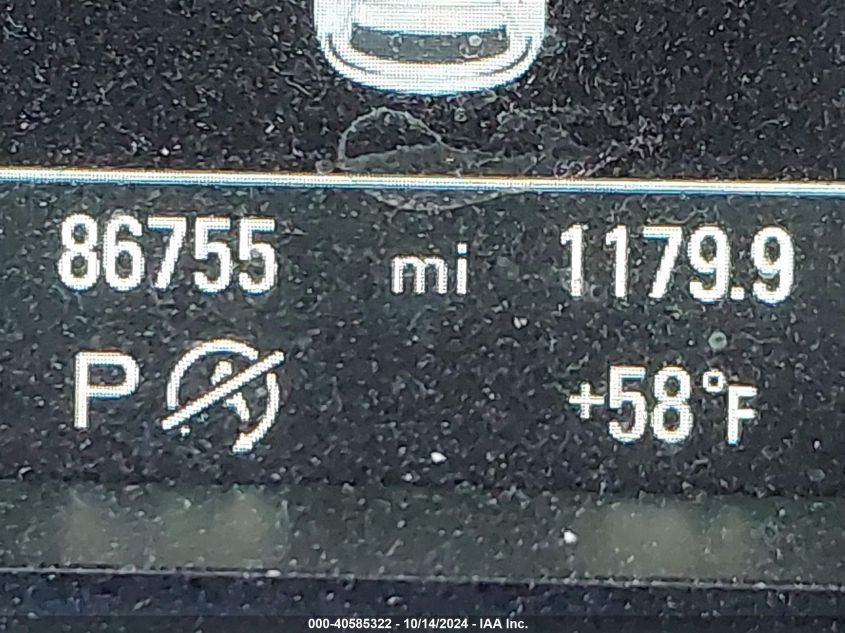 86755 mi 1179.9
P +58°F
000-40585322 / 10/14/2024 - IAA Inc.